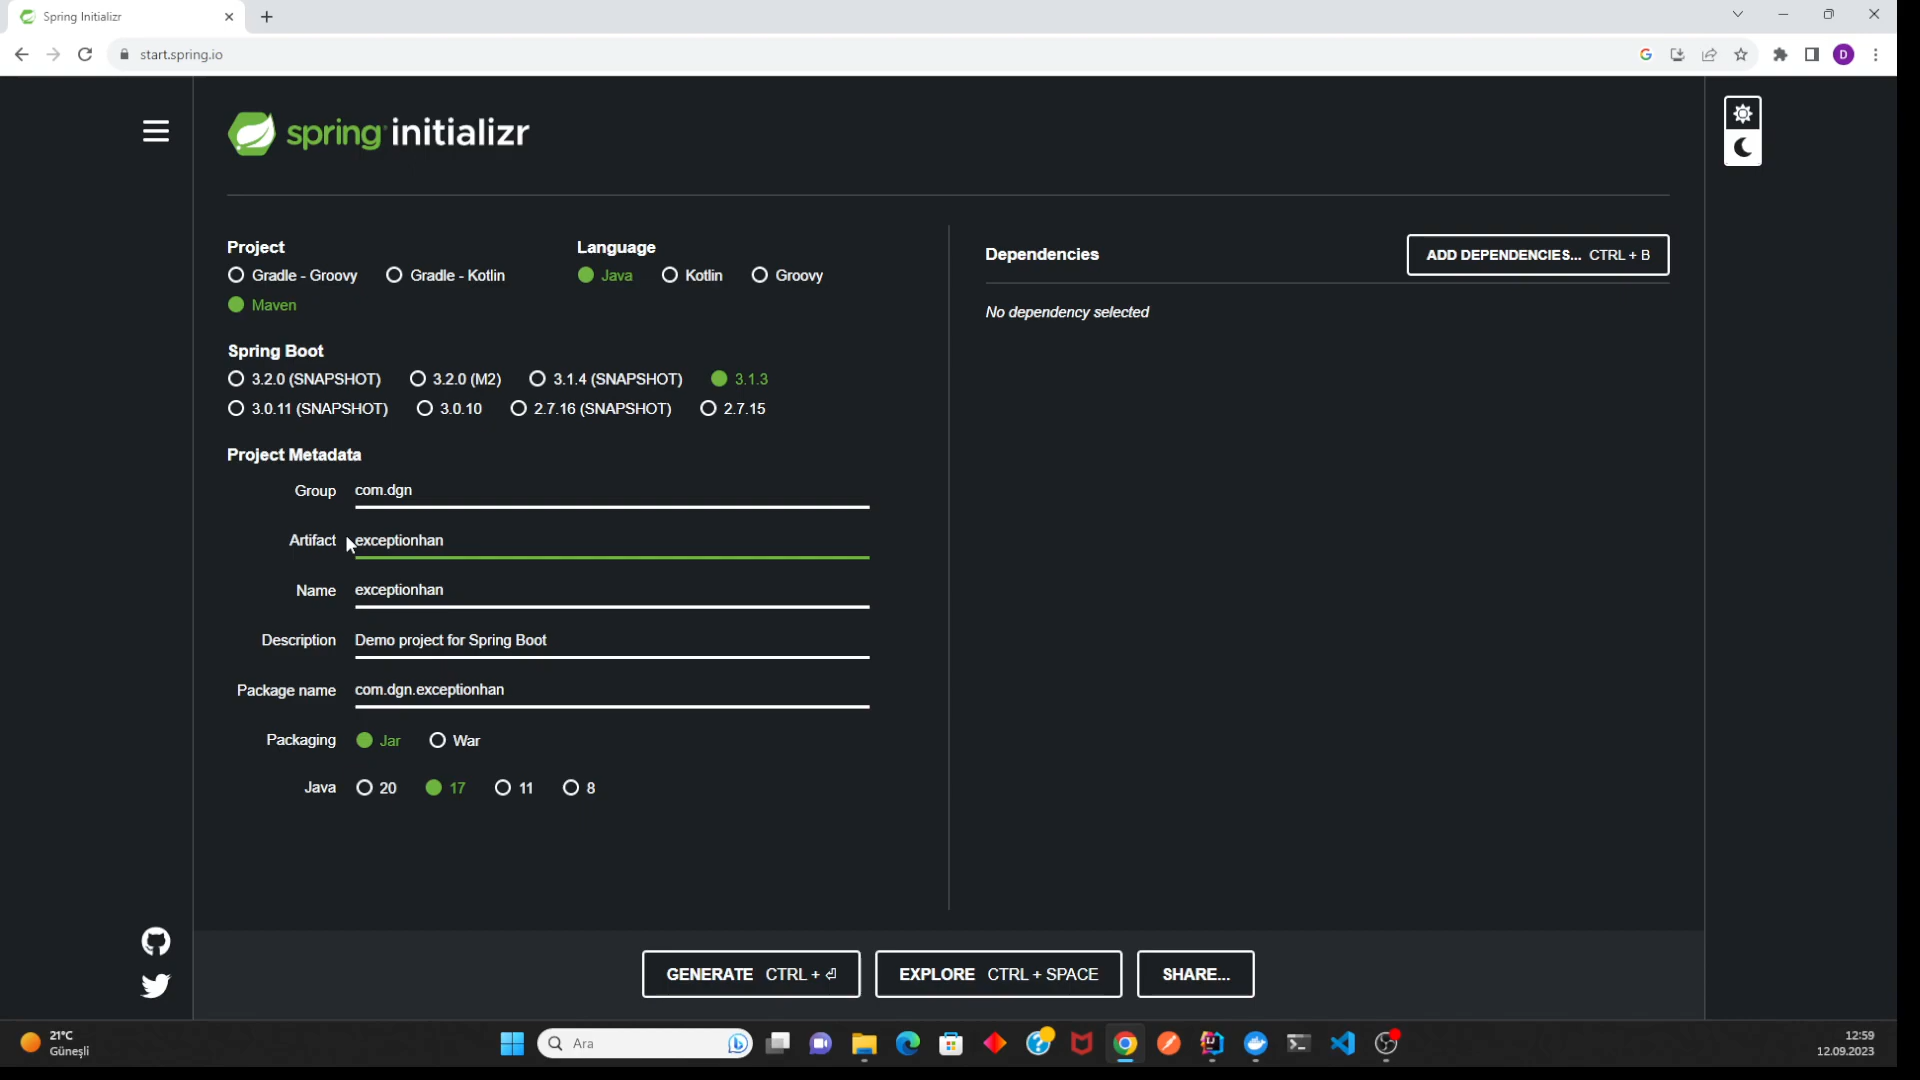 Spring Initializr
start.spring.io
D
spring initializr
Project
Language
Gradle - Groovy Gradle - Kotlin
Java Kotlin Groovy
Maven
Spring Boot
3.2.0 (SNAPSHOT) 3.2.0 (M2) 3.1.4 (SNAPSHOT) 3.1.3
3.0.11 (SNAPSHOT) 3.0.10 2.7.16 (SNAPSHOT) 2.7.15
Project Metadata
Group com.dgn
Artifact exceptionhan
Name exceptionhan
Description Demo project for Spring Boot
Package name com.dgn.exceptionhan
Packaging Jar War
Java 20 17 11 8
Dependencies
ADD DEPENDENCIES... CTRL + B
No dependency selected
GENERATE CTRL + ⏎
EXPLORE CTRL + SPACE
SHARE...
21°C
Güneşli
Ara
12:59
12.09.2023